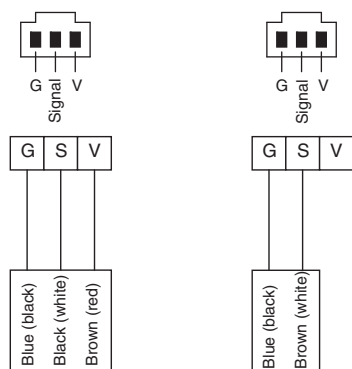 G
Signal
V
G
S
V
Blue (black)
Black (white)
Brown (red)
G
Signal
V
G
S
V
Blue (black)
Brown (white)